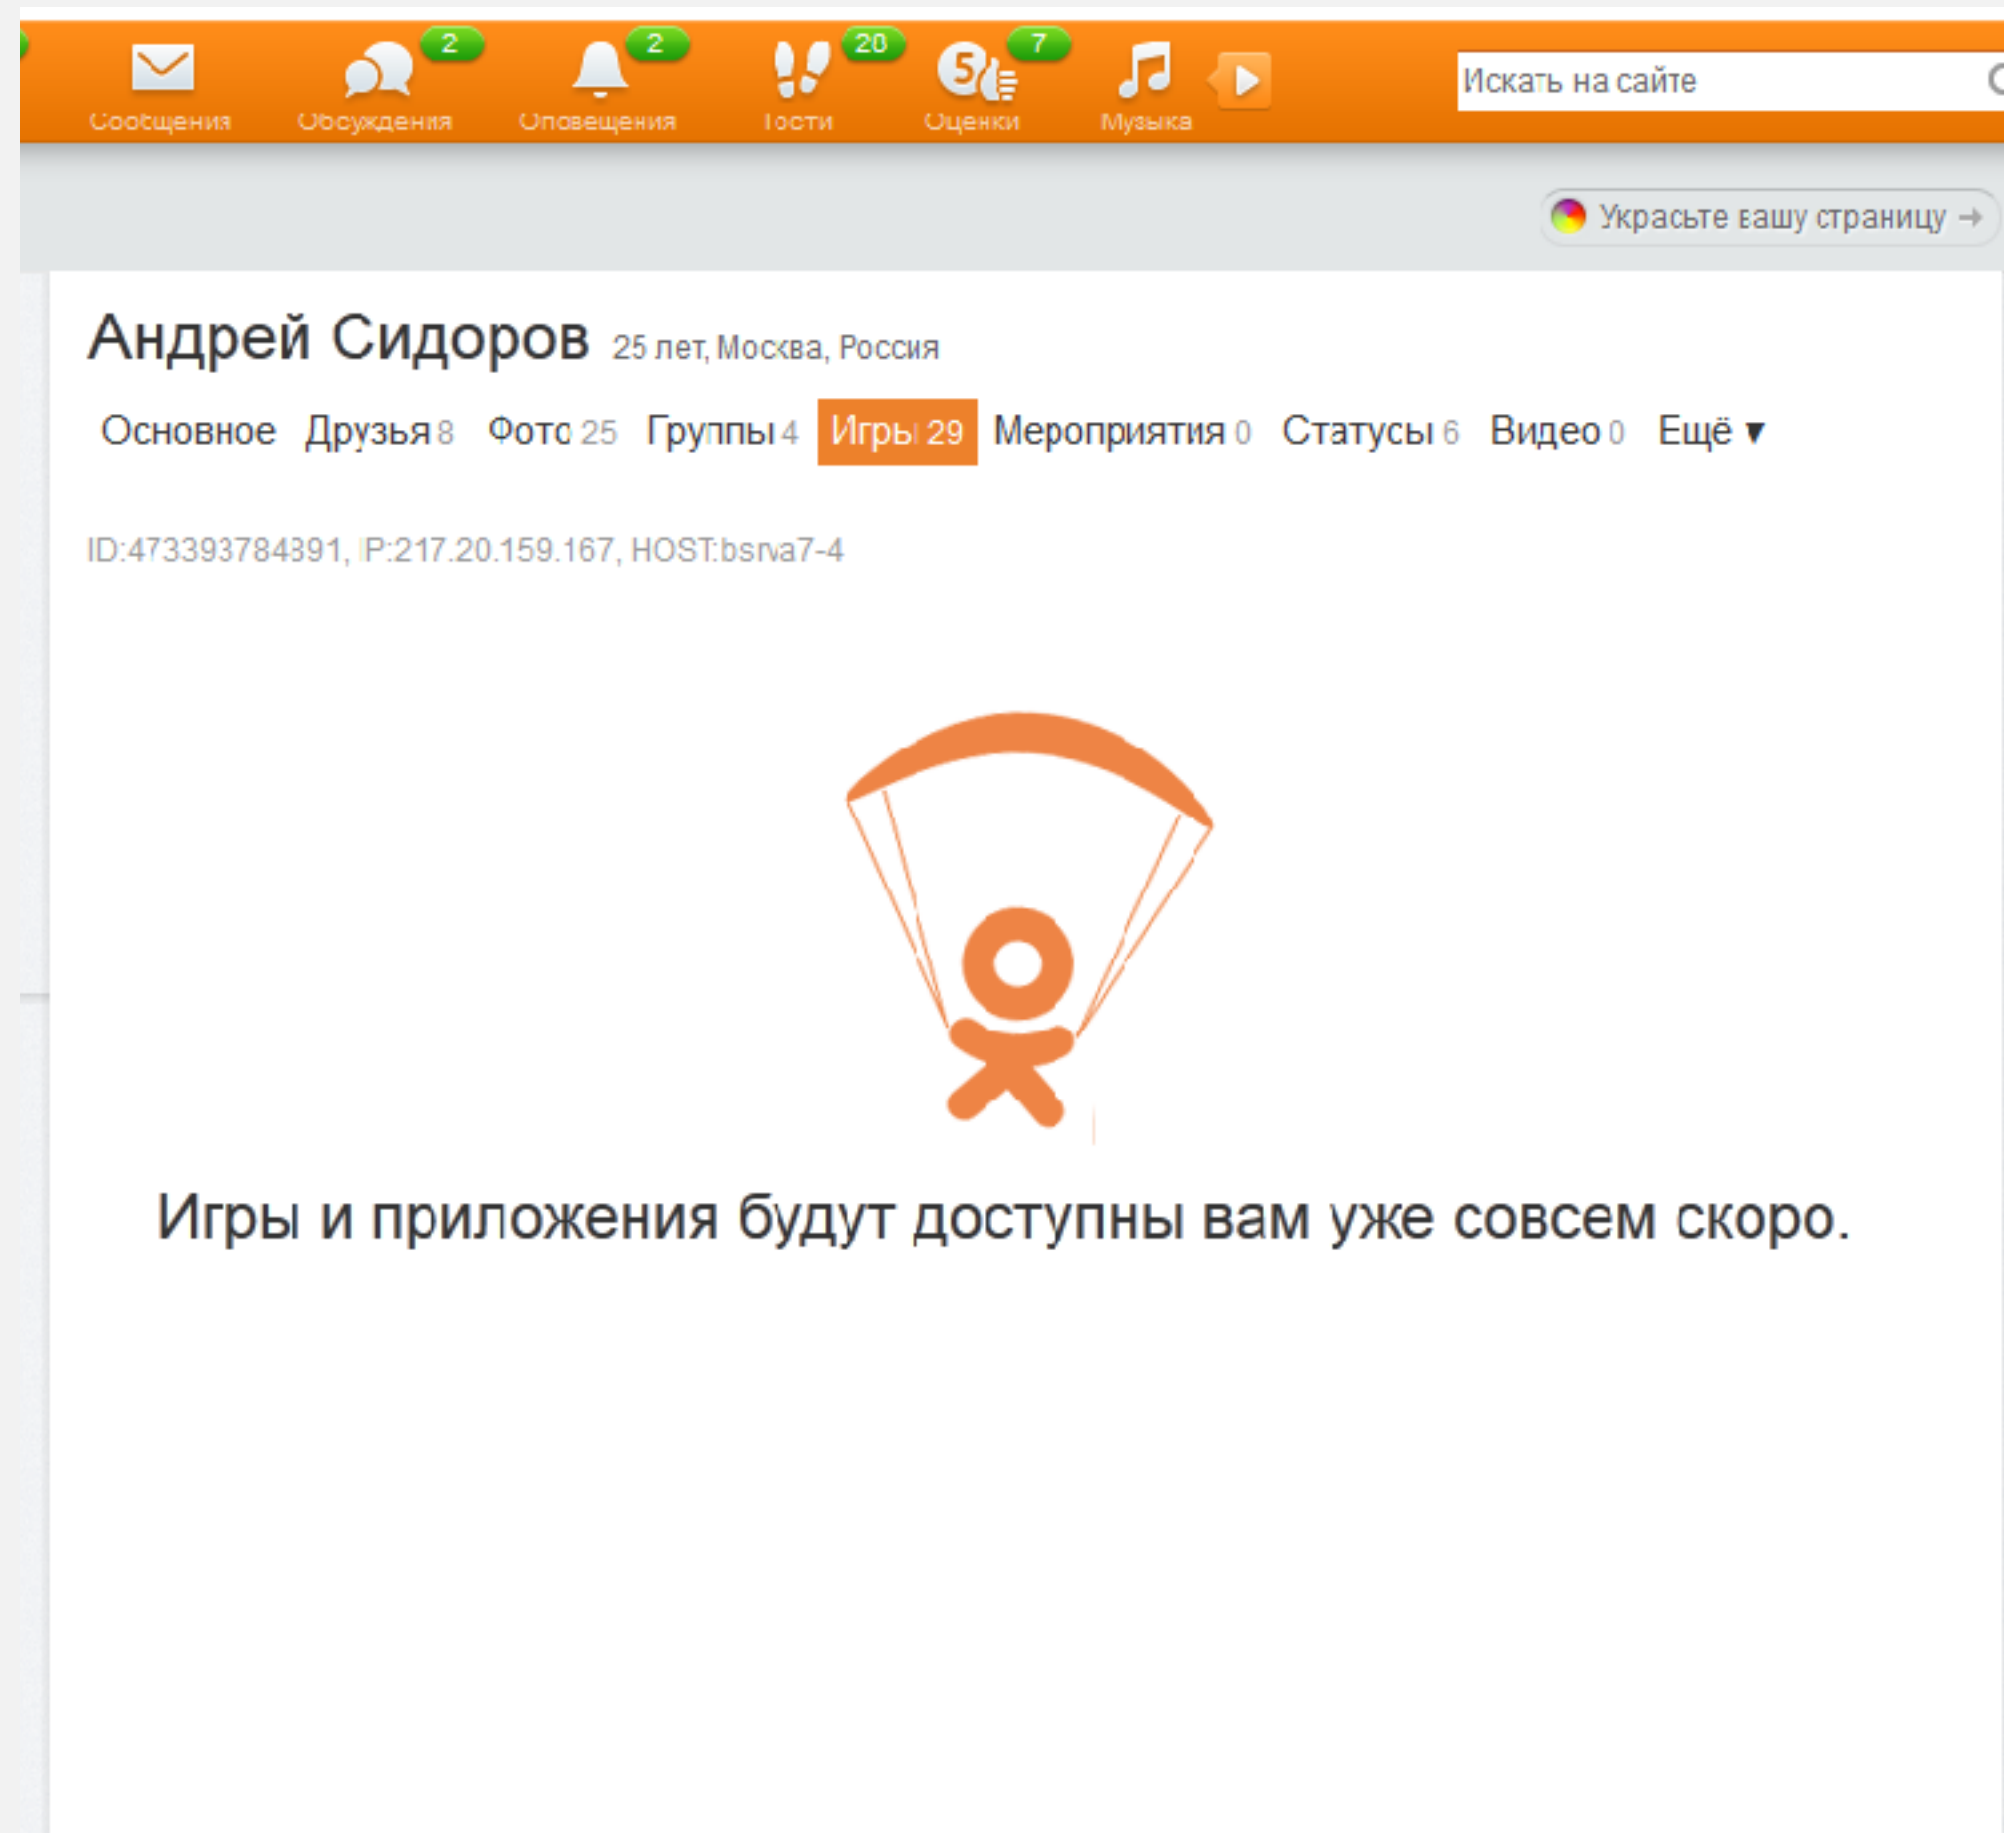 2 2 20 7
Сообщения Обсуждения Оповещения Гости Оценки Музыка Искать на сайте
Украсьте вашу страницу →
Андрей Сидоров 25 лет, Москва, Россия
Основное Друзья 8 Фото 25 Группы 4 Игры 29 Мероприятия 0 Статусы 6 Видео 0 Ещё ▼
ID:473393784891, IP:217.20.159.167, HOST:bsrva7-4
Игры и приложения будут доступны вам уже совсем скоро.